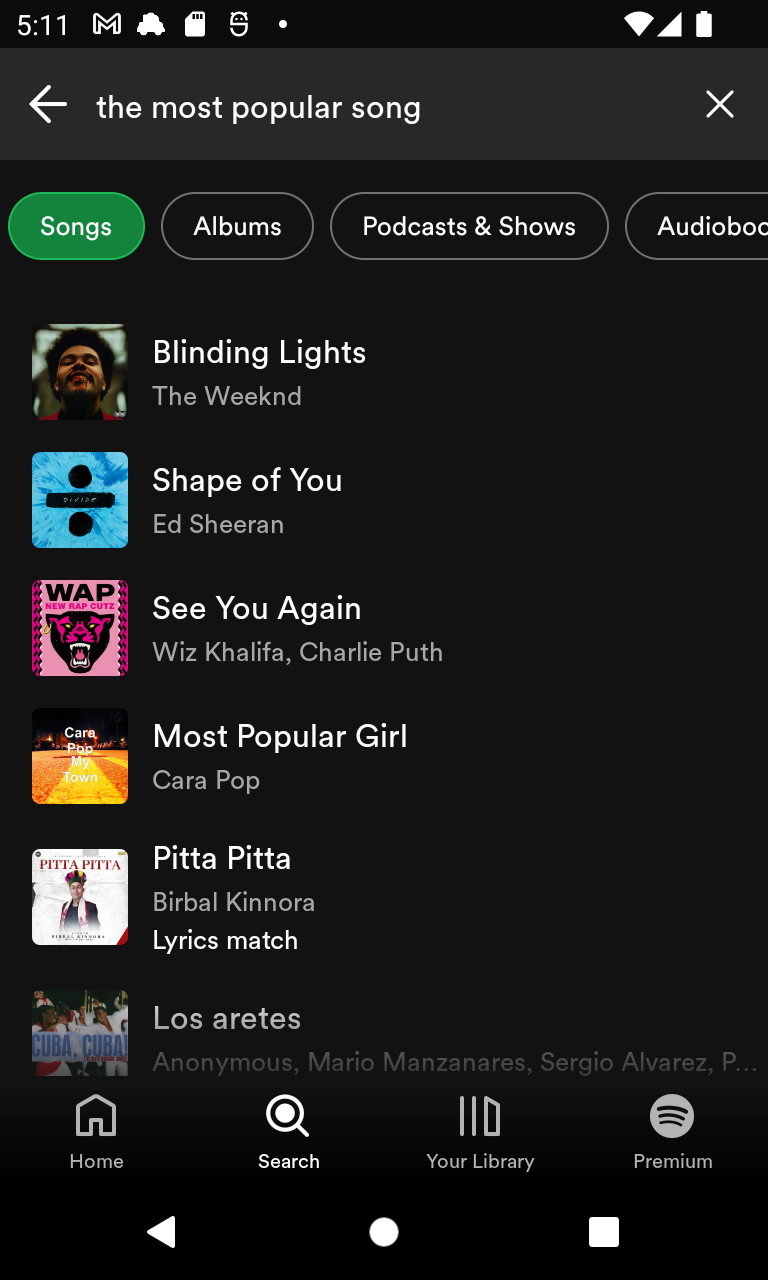 5:11
the most popular song
Songs
Albums
Podcasts & Shows
Audioboo
Blinding Lights
The Weeknd
DIVIDE
Shape of You
Ed Sheeran
WAP
NEW RAP CUTZ
See You Again
Wiz Khalifa, Charlie Puth
Cara
Pop
My
Town
Most Popular Girl
Cara Pop
PITTA PITTA
BIRBAL KINNORA
Pitta Pitta
Birbal Kinnora
Lyrics match
CUBA, CUBA!
Los aretes
Anonymous, Mario Manzanares, Sergio Alvarez, P...
Home
Search
Your Library
Premium